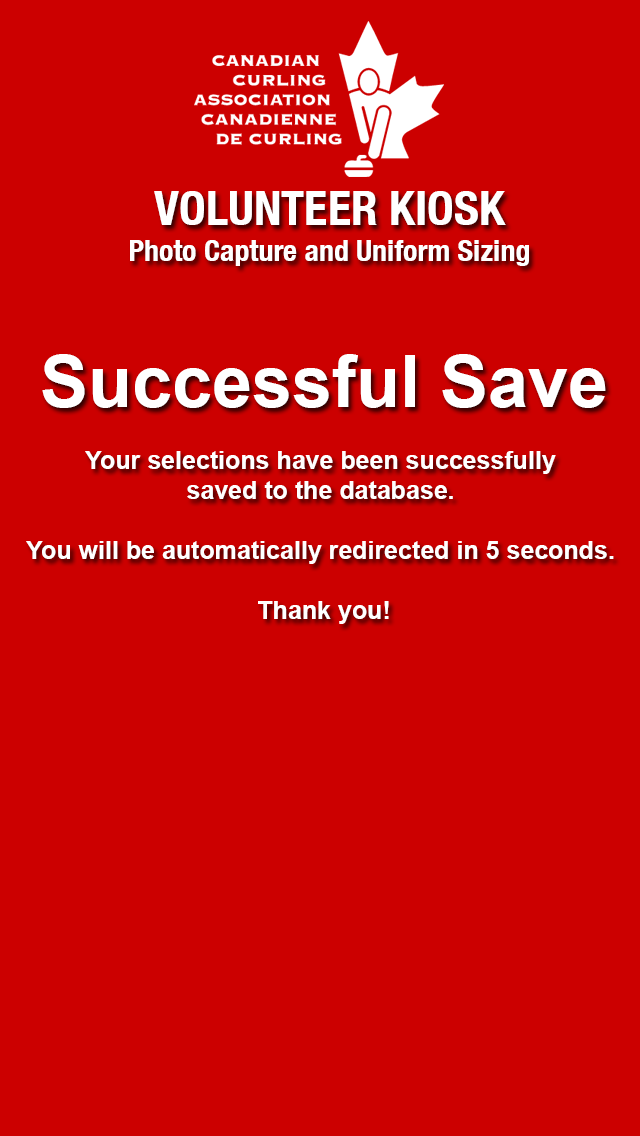 CANADIAN
CURLING
ASSOCIATION
CANADIENNE
DE CURLING
VOLUNTEER KIOSK
Photo Capture and Uniform Sizing
Successful Save
Your selections have been successfully
saved to the database.
You will be automatically redirected in 5 seconds.
Thank you!